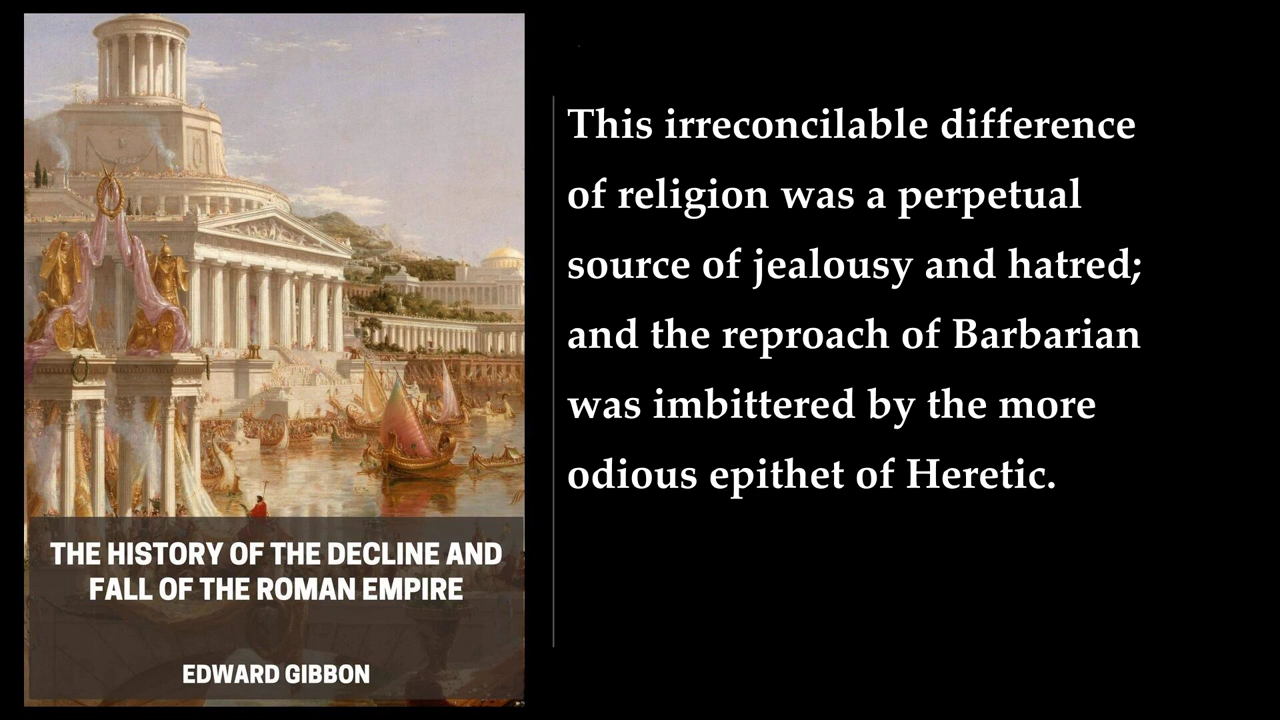 THE HISTORY OF THE DECLINE AND
FALL OF THE ROMAN EMPIRE
EDWARD GIBBON
This irreconcilable difference
of religion was a perpetual
source of jealousy and hatred;
and the reproach of Barbarian
was imbittered by the more
odious epithet of Heretic.